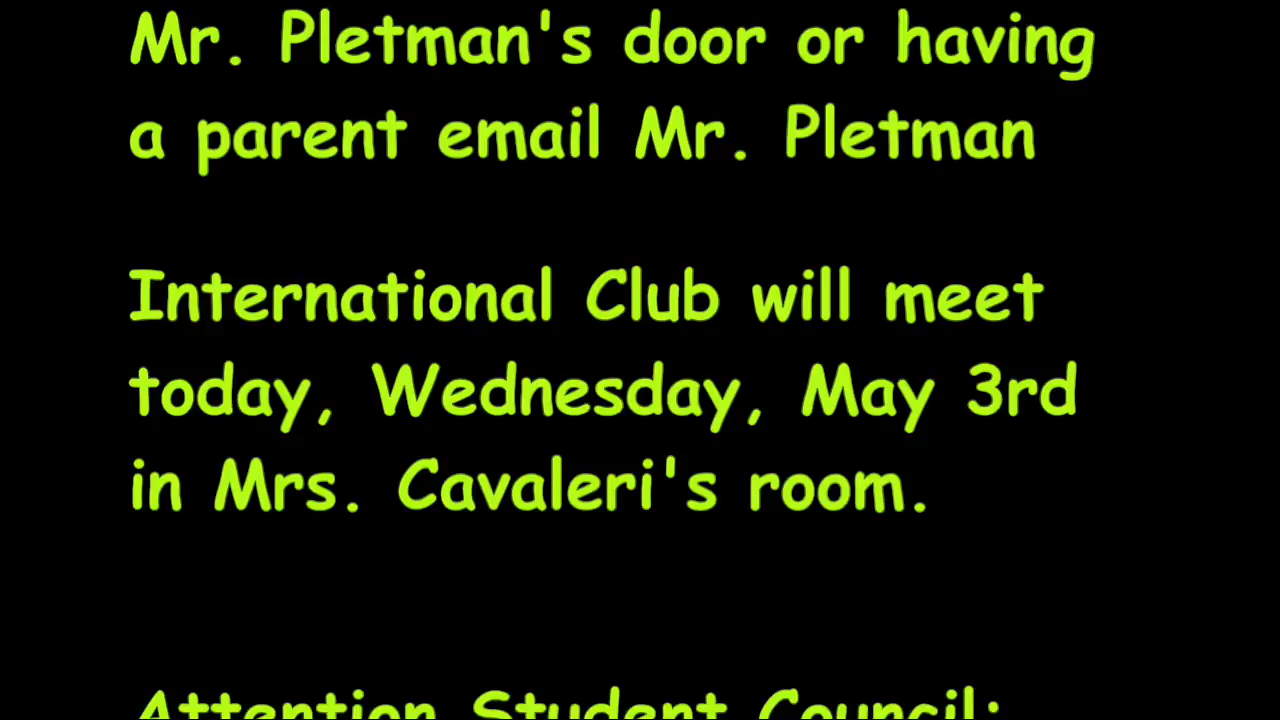 Mr. Pletman's door or having
a parent email Mr. Pletman
International Club will meet
today, Wednesday, May 3rd
in Mrs. Cavaleri's room.
Attention Student Council: